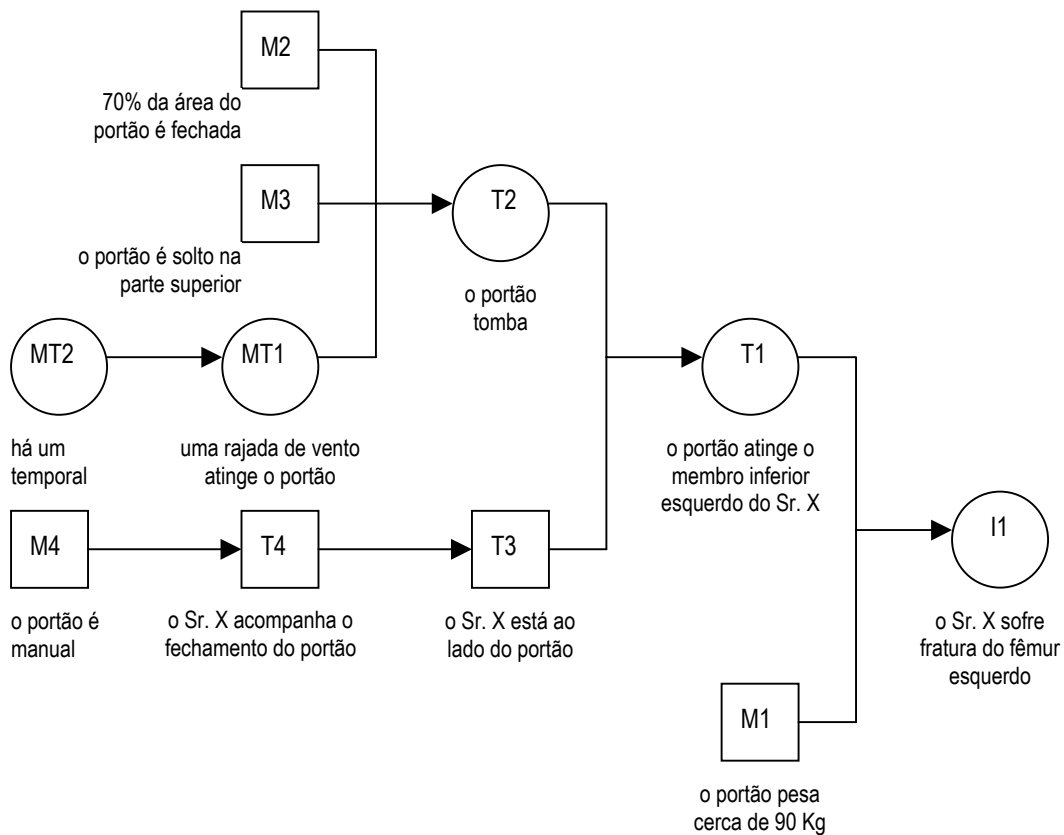 M2
70% da área do
portão é fechada
M3
T2
o portão é solto na
parte superior
o portão
tomba
MT2
MT1
T1
há um
temporal
uma rajada de vento
atinge o portão
o portão atinge o
membro inferior
esquerdo do Sr. X
M4
T4
T3
I1
o portão é
manual
o Sr. X acompanha o
fechamento do portão
o Sr. X está ao
lado do portão
o Sr. X sofre
fratura do fêmur
esquerdo
M1
o portão pesa
cerca de 90 Kg